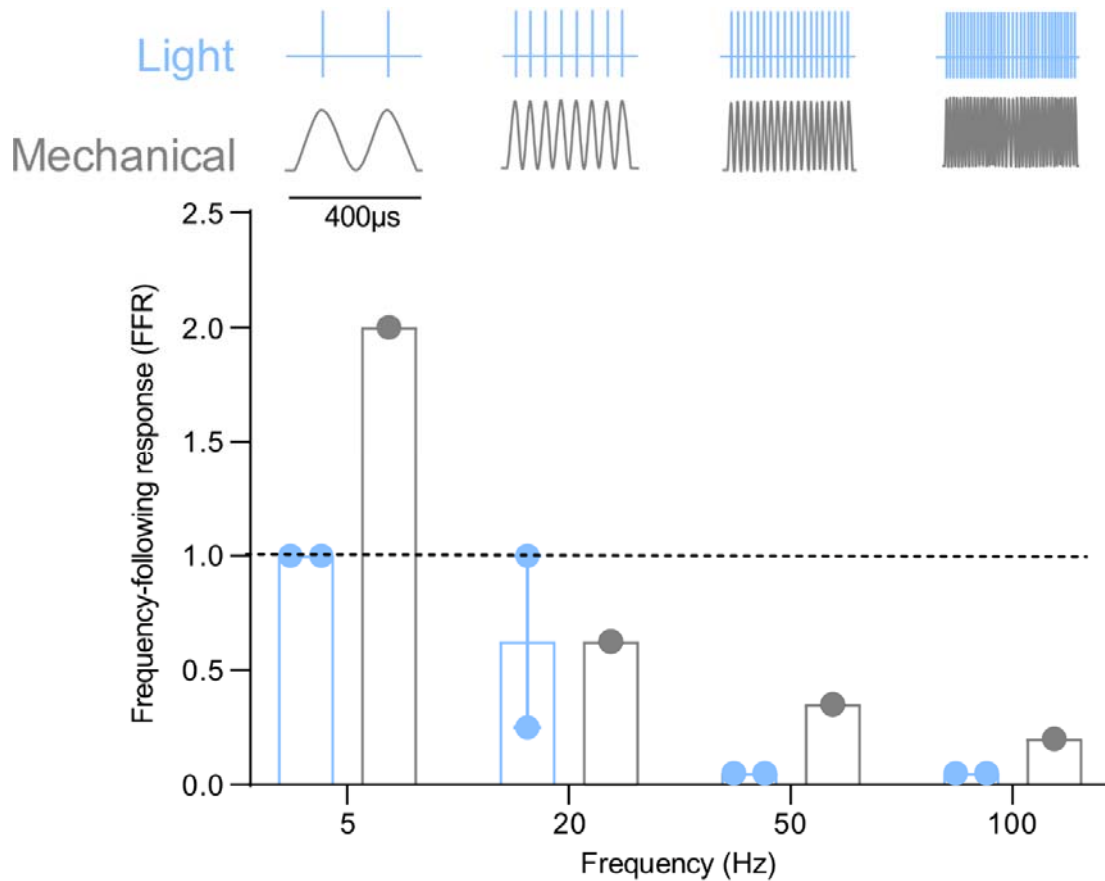 Light
Mechanical
400µs
2.5
2.0
1.5
1.0
0.5
0.0
Frequency-following response (FFR)
5 20 50 100
Frequency (Hz)